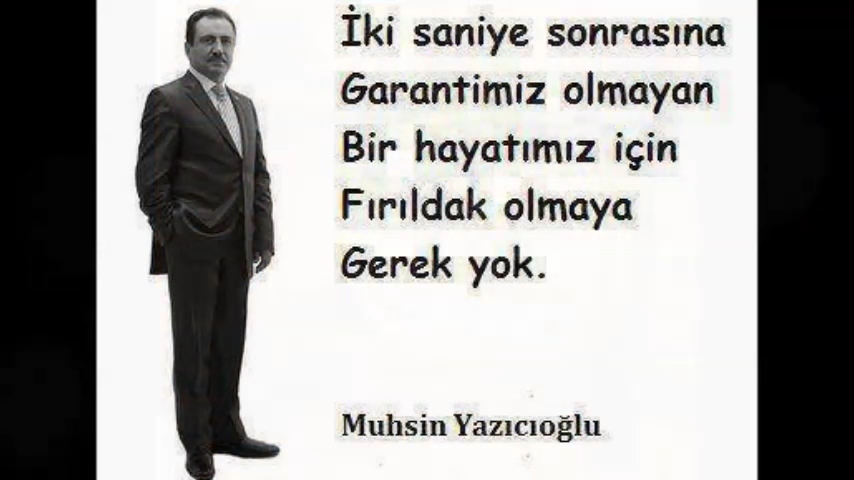 İki saniye sonrasına
Garantimiz olmayan
Bir hayatımız için
Fırıldak olmaya
Gerek yok.
Muhsin Yazıcıoğlu